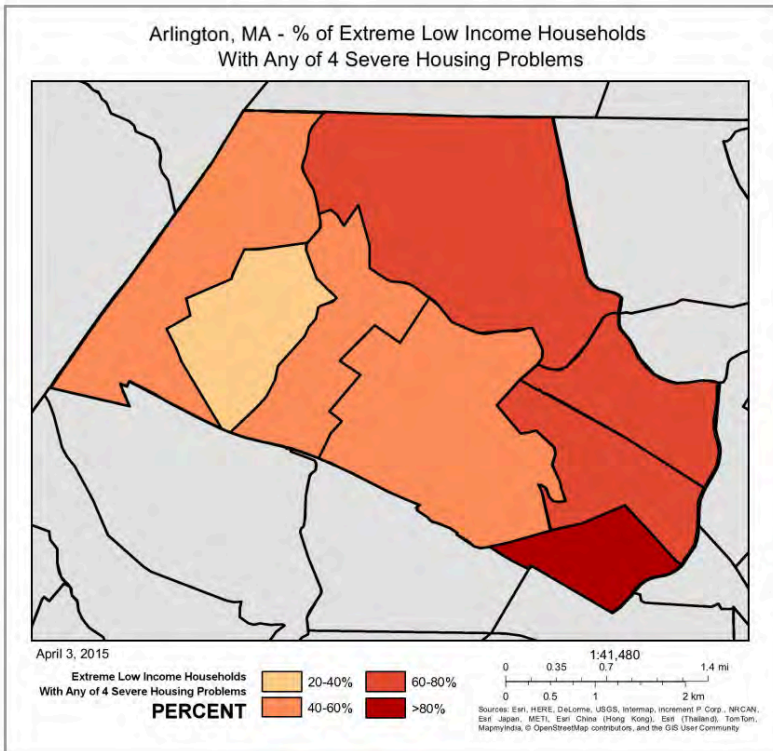 Arlington, MA - % of Extreme Low Income Households
With Any of 4 Severe Housing Problems
April 3, 2015
1:41,480
Extreme Low Income Households
With Any of 4 Severe Housing Problems
PERCENT
20-40%
60-80%
40-60%
>80%
0 0.35 0.7 1.4 mi
0 0.5 1 2 km
Sources: Esri, HERE, DeLorme, USGS, Intermap, increment P Corp., NRCAN,
Esri Japan, METI, Esri China (Hong Kong), Esri (Thailand), TomTom,
MapmyIndia, © OpenStreetMap contributors, and the GIS User Community